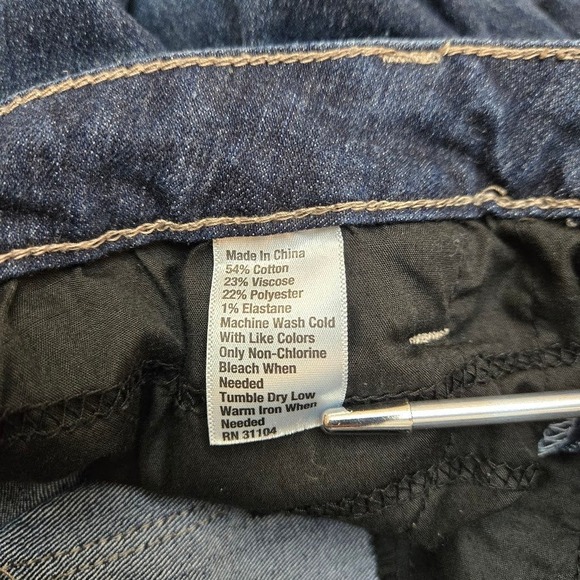 Made In China
54% Cotton
23% Viscose
22% Polyester
1% Elastane
Machine Wash Cold
With Like Colors
Only Non-Chlorine
Bleach When
Needed
Tumble Dry Low
Warm Iron When
Needed
RN 31104